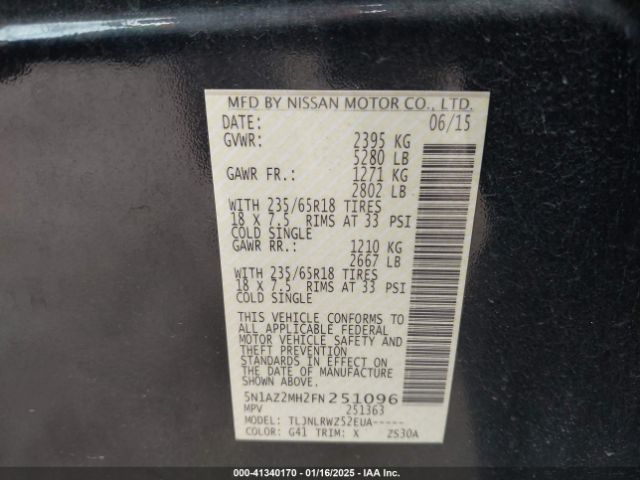 MFD BY NISSAN MOTOR CO., LTD.
DATE: 06/15
GVWR: 2395 KG
5280 LB
GAWR FR.: 1271 KG
2802 LB
WITH 235/65R18 TIRES
18 X 7.5 RIMS AT 33 PSI
COLD SINGLE
GAWR RR.: 1210 KG
2667 LB
WITH 235/65R18 TIRES
18 X 7.5 RIMS AT 33 PSI
COLD SINGLE
THIS VEHICLE CONFORMS TO
ALL APPLICABLE FEDERAL
MOTOR VEHICLE SAFETY AND
THEFT PREVENTION
STANDARDS IN EFFECT ON
THE DATE OF MANUFACTURE
SHOWN ABOVE.
5N1AZ2MH2FN251096
MPV 251363
MODEL: TLJNLRWZ52EUA-----
COLOR: G41 TRIM: X ZS30A
000-41340170 - 01/16/2025 - IAA Inc.